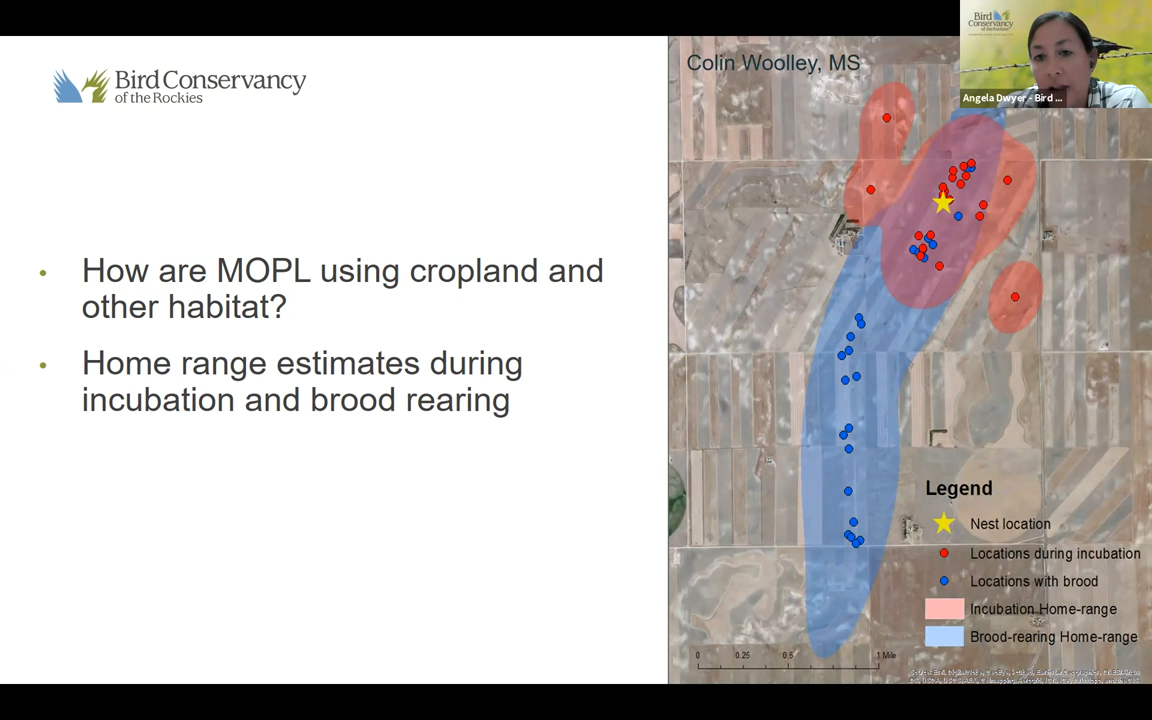 Bird Conservancy
of the Rockies
How are MOPL using cropland and
other habitat?
Home range estimates during
incubation and brood rearing
Colin Woolley, MS
Bird
Conservancy
of the Rockies
Angela Dwyer - Bird ...
Legend
Nest location
Locations during incubation
Locations with brood
Incubation Home-range
Brood-rearing Home-range
0 0.25 0.5 1 Mile